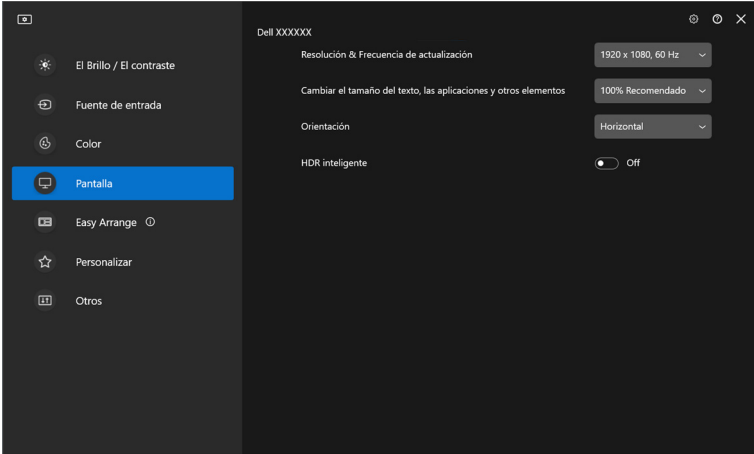 Dell XXXXXX
El Brillo / El contraste
Fuente de entrada
Color
Pantalla
Easy Arrange
Personalizar
Otros
Resolución & Frecuencia de actualización
1920 x 1080, 60 Hz
Cambiar el tamaño del texto, las aplicaciones y otros elementos
100% Recomendado
Orientación
Horizontal
HDR inteligente
Off